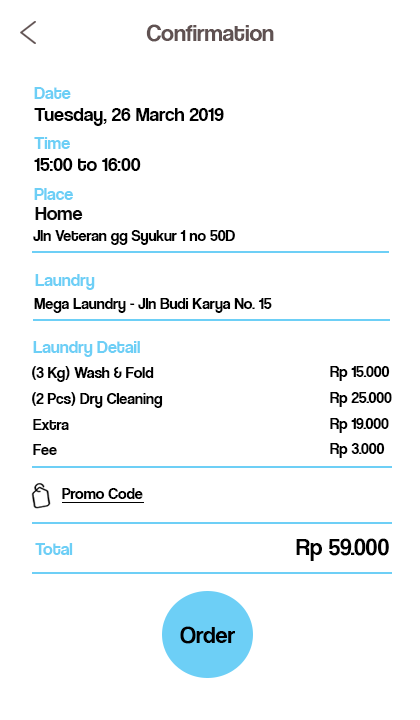 Confirmation
Date
Tuesday, 26 March 2019
Time
15:00 to 16:00
Place
Home
Jln Veteran gg Syukur 1 no 50D
Laundry
Mega Laundry - Jln Budi Karya No. 15
Laundry Detail
(3 Kg) Wash & Fold Rp 15.000
(2 Pcs) Dry Cleaning Rp 25.000
Extra Rp 19.000
Fee Rp 3.000
Promo Code
Total Rp 59.000
Order